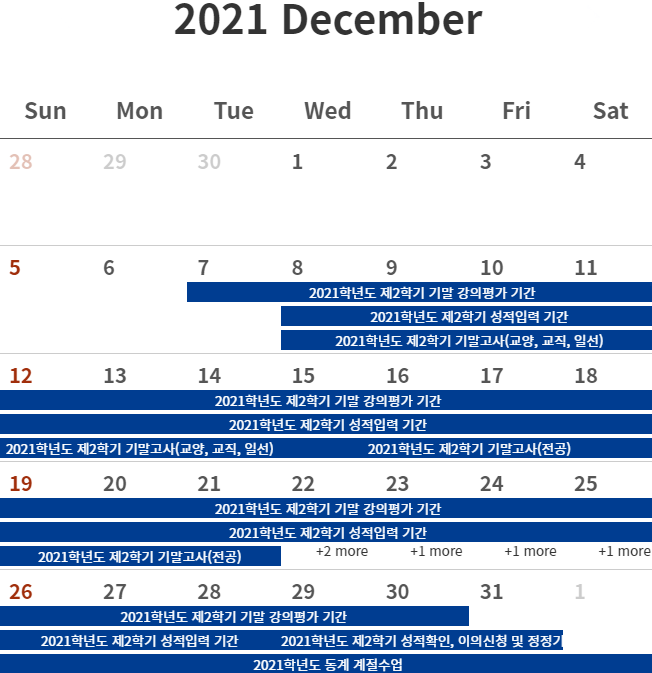 2021 December
Sun Mon Tue Wed Thu Fri Sat
28 29 30 1 2 3 4
5 6 7 8 9 10 11
2021학년도 제2학기 기말 강의평가 기간
2021학년도 제2학기 성적입력 기간
2021학년도 제2학기 기말고사(교양, 교직, 일선)
12 13 14 15 16 17 18
2021학년도 제2학기 기말 강의평가 기간
2021학년도 제2학기 성적입력 기간
2021학년도 제2학기 기말고사(교양, 교직, 일선) 2021학년도 제2학기 기말고사(전공)
19 20 21 22 23 24 25
2021학년도 제2학기 기말 강의평가 기간
2021학년도 제2학기 성적입력 기간
2021학년도 제2학기 기말고사(전공) +2 more +1 more +1 more +1 more
26 27 28 29 30 31 1
2021학년도 제2학기 기말 강의평가 기간
2021학년도 제2학기 성적입력 기간 2021학년도 제2학기 성적확인, 이의신청 및 정정기
2021학년도 동계 계절수업